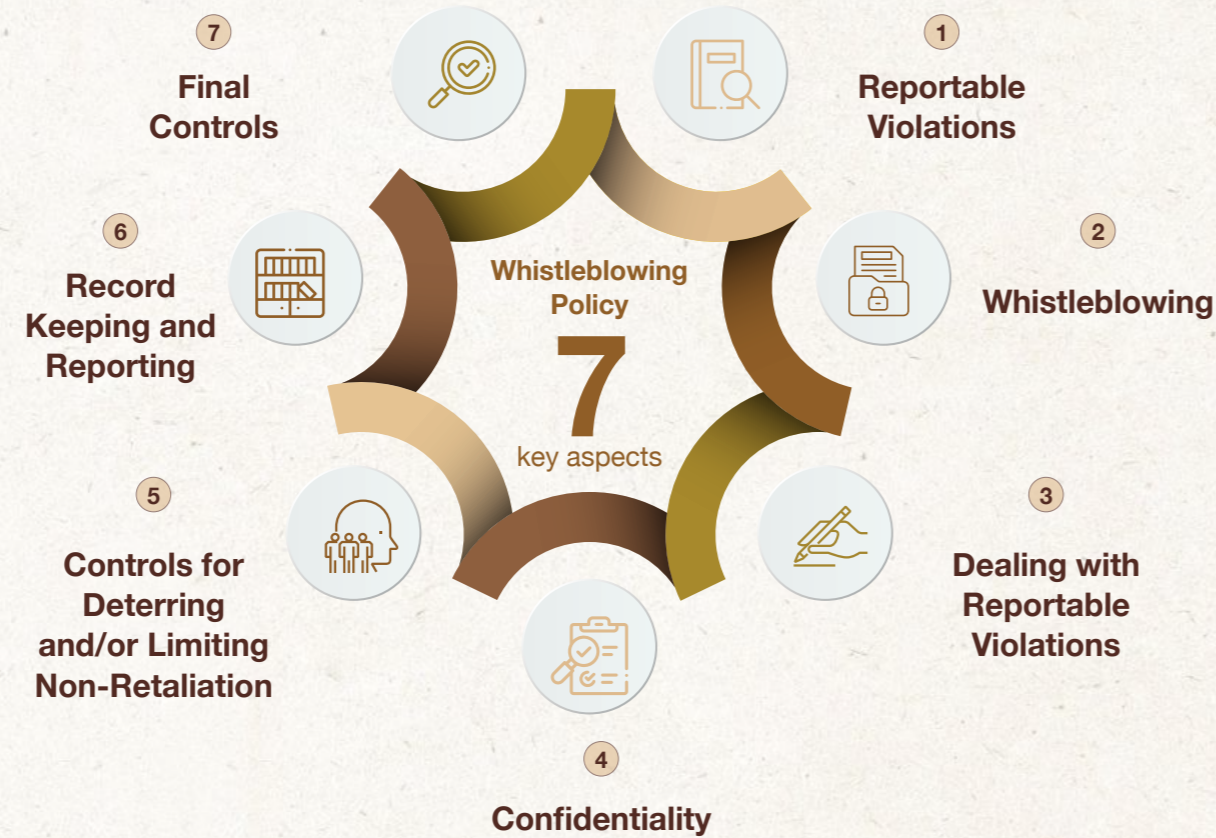 Whistleblowing
Policy
7
key aspects
1
Reportable
Violations
2
Whistleblowing
3
Dealing with
Reportable
Violations
4
Confidentiality
5
Controls for
Deterring
and/or Limiting
Non-Retaliation
6
Record
Keeping and
Reporting
7
Final
Controls